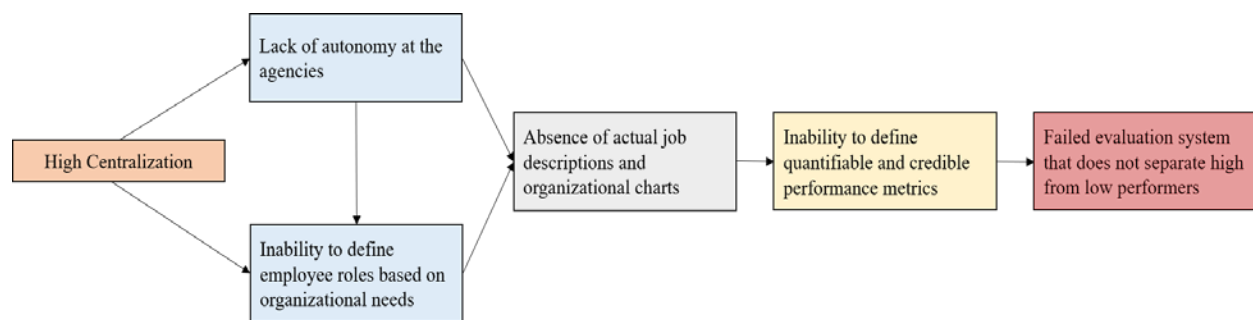 Lack of autonomy at the
agencies
High Centralization
Inability to define
employee roles based on
organizational needs
Absence of actual job
descriptions and
organizational charts
Inability to define
quantifiable and credible
performance metrics
Failed evaluation system
that does not separate high
from low performers